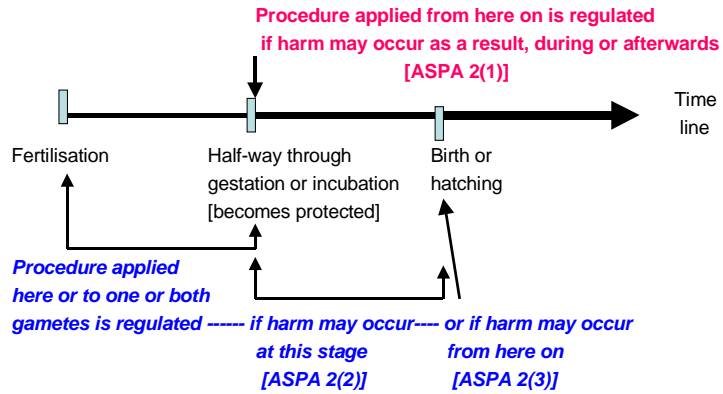 Procedure applied from here on is regulated
if harm may occur as a result, during or afterwards
[ASPA 2(1)]
Time
line
Fertilisation
Half-way through
gestation or incubation
[becomes protected]
Birth or
hatching
Procedure applied
here or to one or both
gametes is regulated ------ if harm may occur---- or if harm may occur
at this stage
from here on
[ASPA 2(2)]
[ASPA 2(3)]